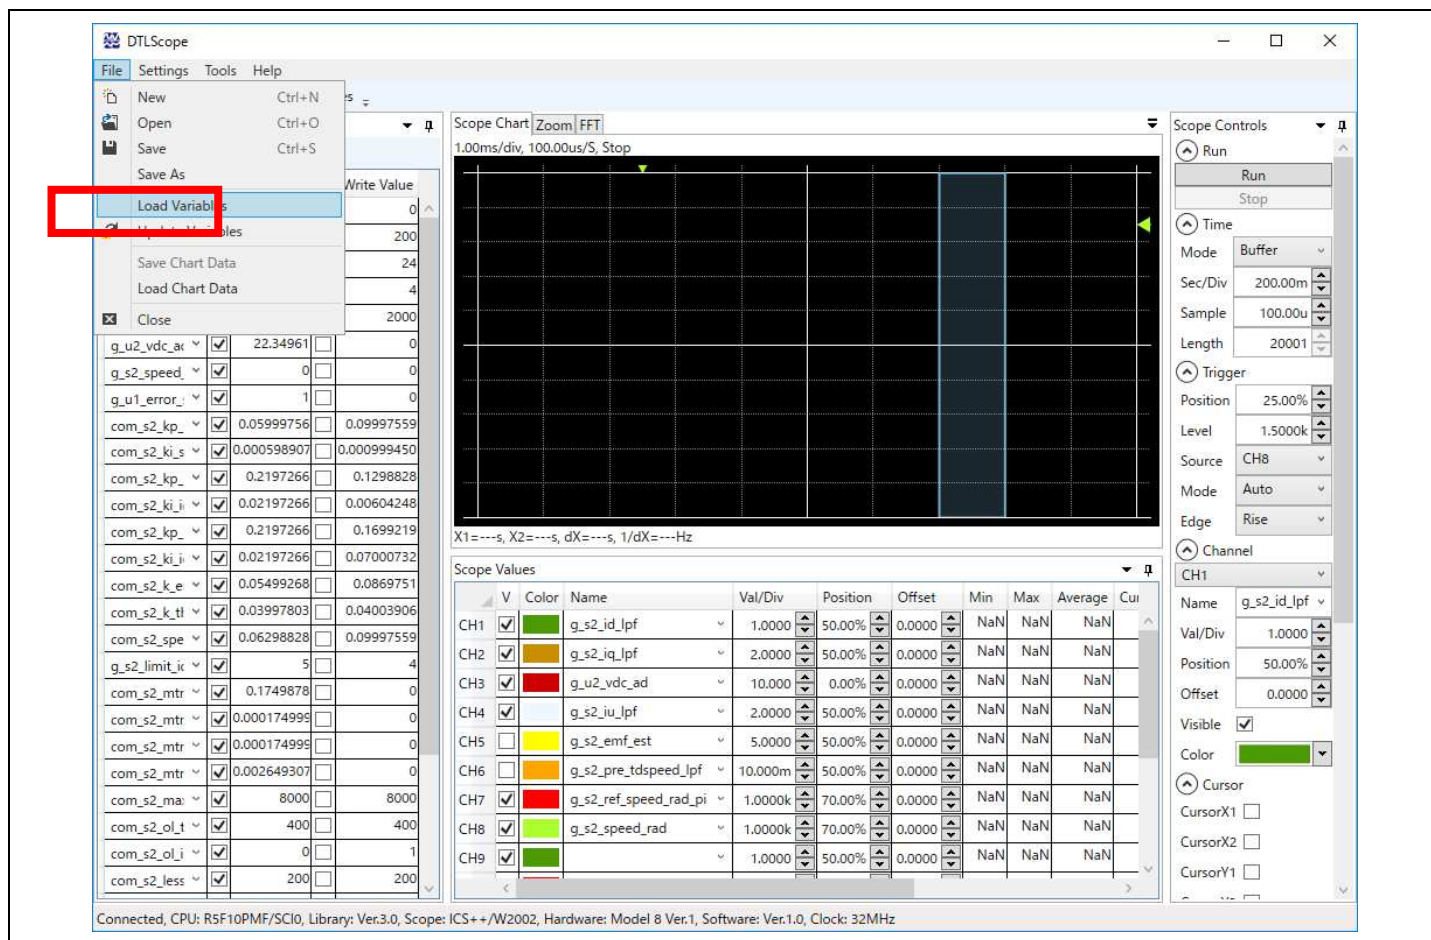 DTLScope
File Settings Tools Help
New Ctrl+N
Open Ctrl+O
Save Ctrl+S
Save As
Load Variables
Update Variables
Save Chart Data
Load Chart Data
Close
Write Value
0
200
24
4
2000
g_u2_vdc_ac 22.34961 0
g_s2_speed_ 0 0
g_u1_error_ 1 0
com_s2_kp_ 0.05999756 0.09997559
com_s2_ki_s 0.000598907 0.000999450
com_s2_kp_ 0.2197266 0.1298828
com_s2_ki_i 0.02197266 0.00604248
com_s2_kp_ 0.2197266 0.1699219
com_s2_ki_i 0.02197266 0.07000732
com_s2_k_e 0.05499268 0.0869751
com_s2_k_tl 0.03997803 0.04003906
com_s2_spe 0.06298828 0.09997559
g_s2_limit_ic 5 4
com_s2_mtr 0.1749878 0
com_s2_mtr 0.000174999 0
com_s2_mtr 0.000174999 0
com_s2_mtr 0.002649307 0
com_s2_ma: 8000 8000
com_s2_ol_t 400 400
com_s2_ol_i 0 1
com_s2_less 200 200
Scope Chart Zoom FFT
1.00ms/div, 100.00us/S, Stop
X1=---s, X2=---s, dX=---s, 1/dX=---Hz
Scope Values
V Color Name Val/Div Position Offset Min Max Average Cur
CH1 g_s2_id_lpf 1.0000 50.00% 0.0000 NaN NaN NaN
CH2 g_s2_iq_lpf 2.0000 50.00% 0.0000 NaN NaN NaN
CH3 g_u2_vdc_ad 10.000 0.00% 0.0000 NaN NaN NaN
CH4 g_s2_iu_lpf 2.0000 50.00% 0.0000 NaN NaN NaN
CH5 g_s2_emf_est 5.0000 50.00% 0.0000 NaN NaN NaN
CH6 g_s2_pre_tdspeed_lpf 10.000m 50.00% 0.0000 NaN NaN NaN
CH7 g_s2_ref_speed_rad_pi 1.0000k 70.00% 0.0000 NaN NaN NaN
CH8 g_s2_speed_rad 1.0000k 70.00% 0.0000 NaN NaN NaN
CH9 1.0000 50.00% 0.0000 NaN NaN NaN
Scope Controls
Run
Run
Stop
Time
Mode Buffer
Sec/Div 200.00m
Sample 100.00u
Length 20001
Trigger
Position 25.00%
Level 1.5000k
Source CH8
Mode Auto
Edge Rise
Channel
CH1
Name g_s2_id_lpf
Val/Div 1.0000
Position 50.00%
Offset 0.0000
Visible
Color
Cursor
CursorX1
CursorX2
CursorY1
Connected, CPU: R5F10PMF/SCI0, Library: Ver.3.0, Scope: ICS++/W2002, Hardware: Model 8 Ver.1, Software: Ver.1.0, Clock: 32MHz